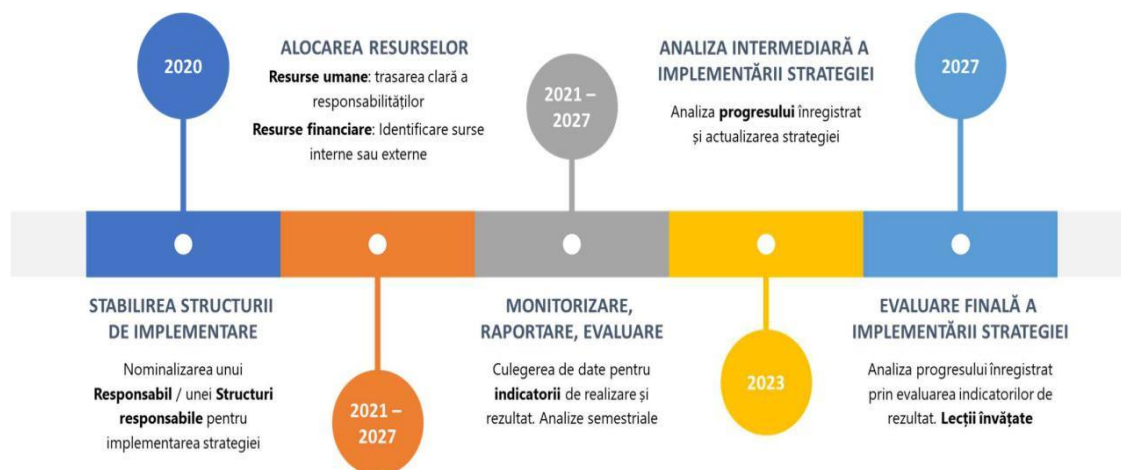 2020
STABILIREA STRUCTURII
DE IMPLEMENTARE
Nominalizarea unui
Responsabil / unei Structuri
responsabile pentru
implementarea strategiei
ALOCAREA RESURSELOR
Resurse umane: trasarea clară a
responsabilităților
Resurse financiare: Identificare surse
interne sau externe
2021 –
2027
2021 –
2027
MONITORIZARE,
RAPORTARE, EVALUARE
Culegerea de date pentru
indicatorii de realizare și
rezultat. Analize semestriale
ANALIZA INTERMEDIARĂ A
IMPLEMENTĂRII STRATEGIEI
Analiza progresului înregistrat
și actualizarea strategiei
2023
2027
EVALUARE FINALĂ A
IMPLEMENTĂRII STRATEGIEI
Analiza progresului înregistrat
prin evaluarea indicatorilor de
rezultat. Lecții învățate